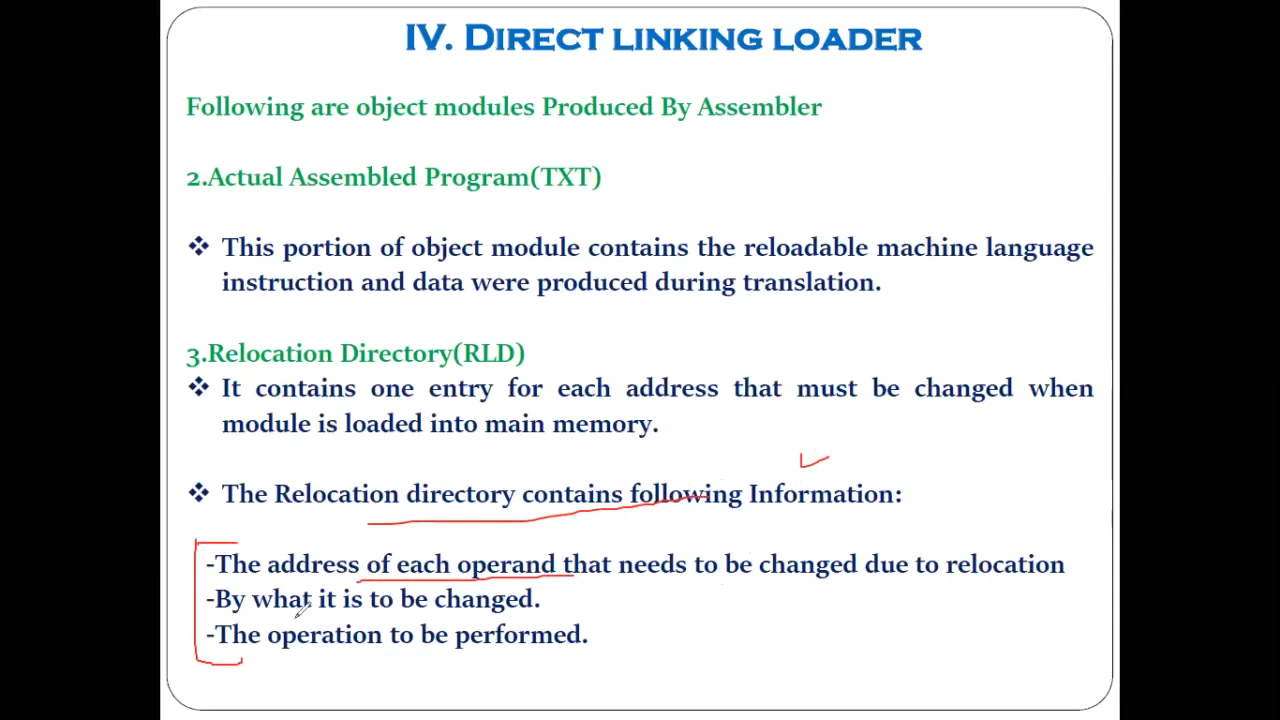 IV. DIRECT LINKING LOADER
Following are object modules Produced By Assembler
2.Actual Assembled Program(TXT)
❖ This portion of object module contains the reloadable machine language
instruction and data were produced during translation.
3.Relocation Directory(RLD)
❖ It contains one entry for each address that must be changed when
module is loaded into main memory.
❖ The Relocation directory contains following Information:
-The address of each operand that needs to be changed due to relocation
-By what it is to be changed.
-The operation to be performed.